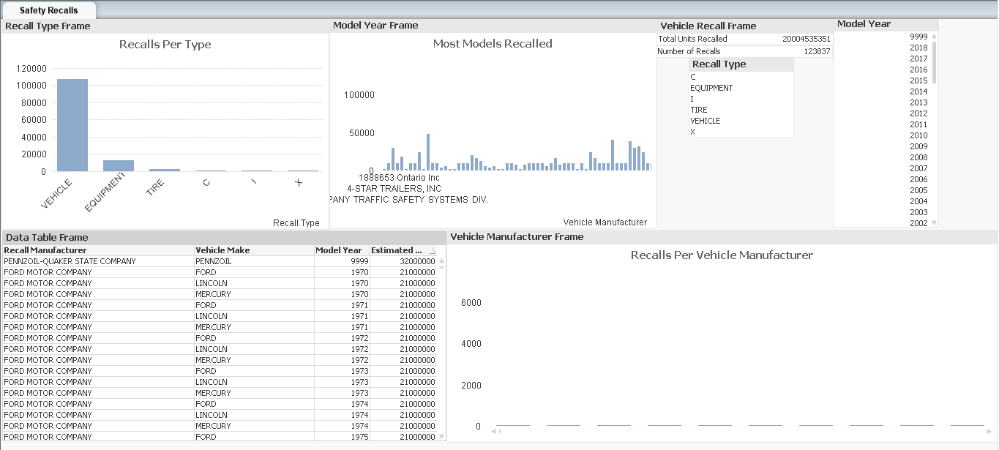 Safety Recalls
Recall Type Frame
Recalls Per Type
120000
100000
80000
60000
40000
20000
0
VEHICLE
EQUIPMENT
TIRE
C
I
X
Recall Type
Model Year Frame
Most Models Recalled
100000
50000
0
1888653 Ontario Inc
4-STAR TRAILERS, INC
PANY TRAFFIC SAFETY SYSTEMS DIV.
Vehicle Manufacturer
Vehicle Recall Frame
Total Units Recalled 20004535351
Number of Recalls 123837
Recall Type
C
EQUIPMENT
I
TIRE
VEHICLE
X
Model Year
9999
2018
2017
2016
2015
2014
2013
2012
2011
2010
2009
2008
2007
2006
2005
2004
2003
2002
Data Table Frame
Recall Manufacturer Vehicle Make Model Year Estimated ...
PENNZOIL-QUAKER STATE COMPANY PENNZOIL 9999 32000000
FORD MOTOR COMPANY FORD 1970 21000000
FORD MOTOR COMPANY LINCOLN 1970 21000000
FORD MOTOR COMPANY MERCURY 1970 21000000
FORD MOTOR COMPANY FORD 1971 21000000
FORD MOTOR COMPANY LINCOLN 1971 21000000
FORD MOTOR COMPANY MERCURY 1971 21000000
FORD MOTOR COMPANY FORD 1972 21000000
FORD MOTOR COMPANY LINCOLN 1972 21000000
FORD MOTOR COMPANY MERCURY 1972 21000000
FORD MOTOR COMPANY FORD 1973 21000000
FORD MOTOR COMPANY LINCOLN 1973 21000000
FORD MOTOR COMPANY MERCURY 1973 21000000
FORD MOTOR COMPANY FORD 1974 21000000
FORD MOTOR COMPANY LINCOLN 1974 21000000
FORD MOTOR COMPANY MERCURY 1974 21000000
FORD MOTOR COMPANY FORD 1975 21000000
Vehicle Manufacturer Frame
Recalls Per Vehicle Manufacturer
6000
4000
2000
0